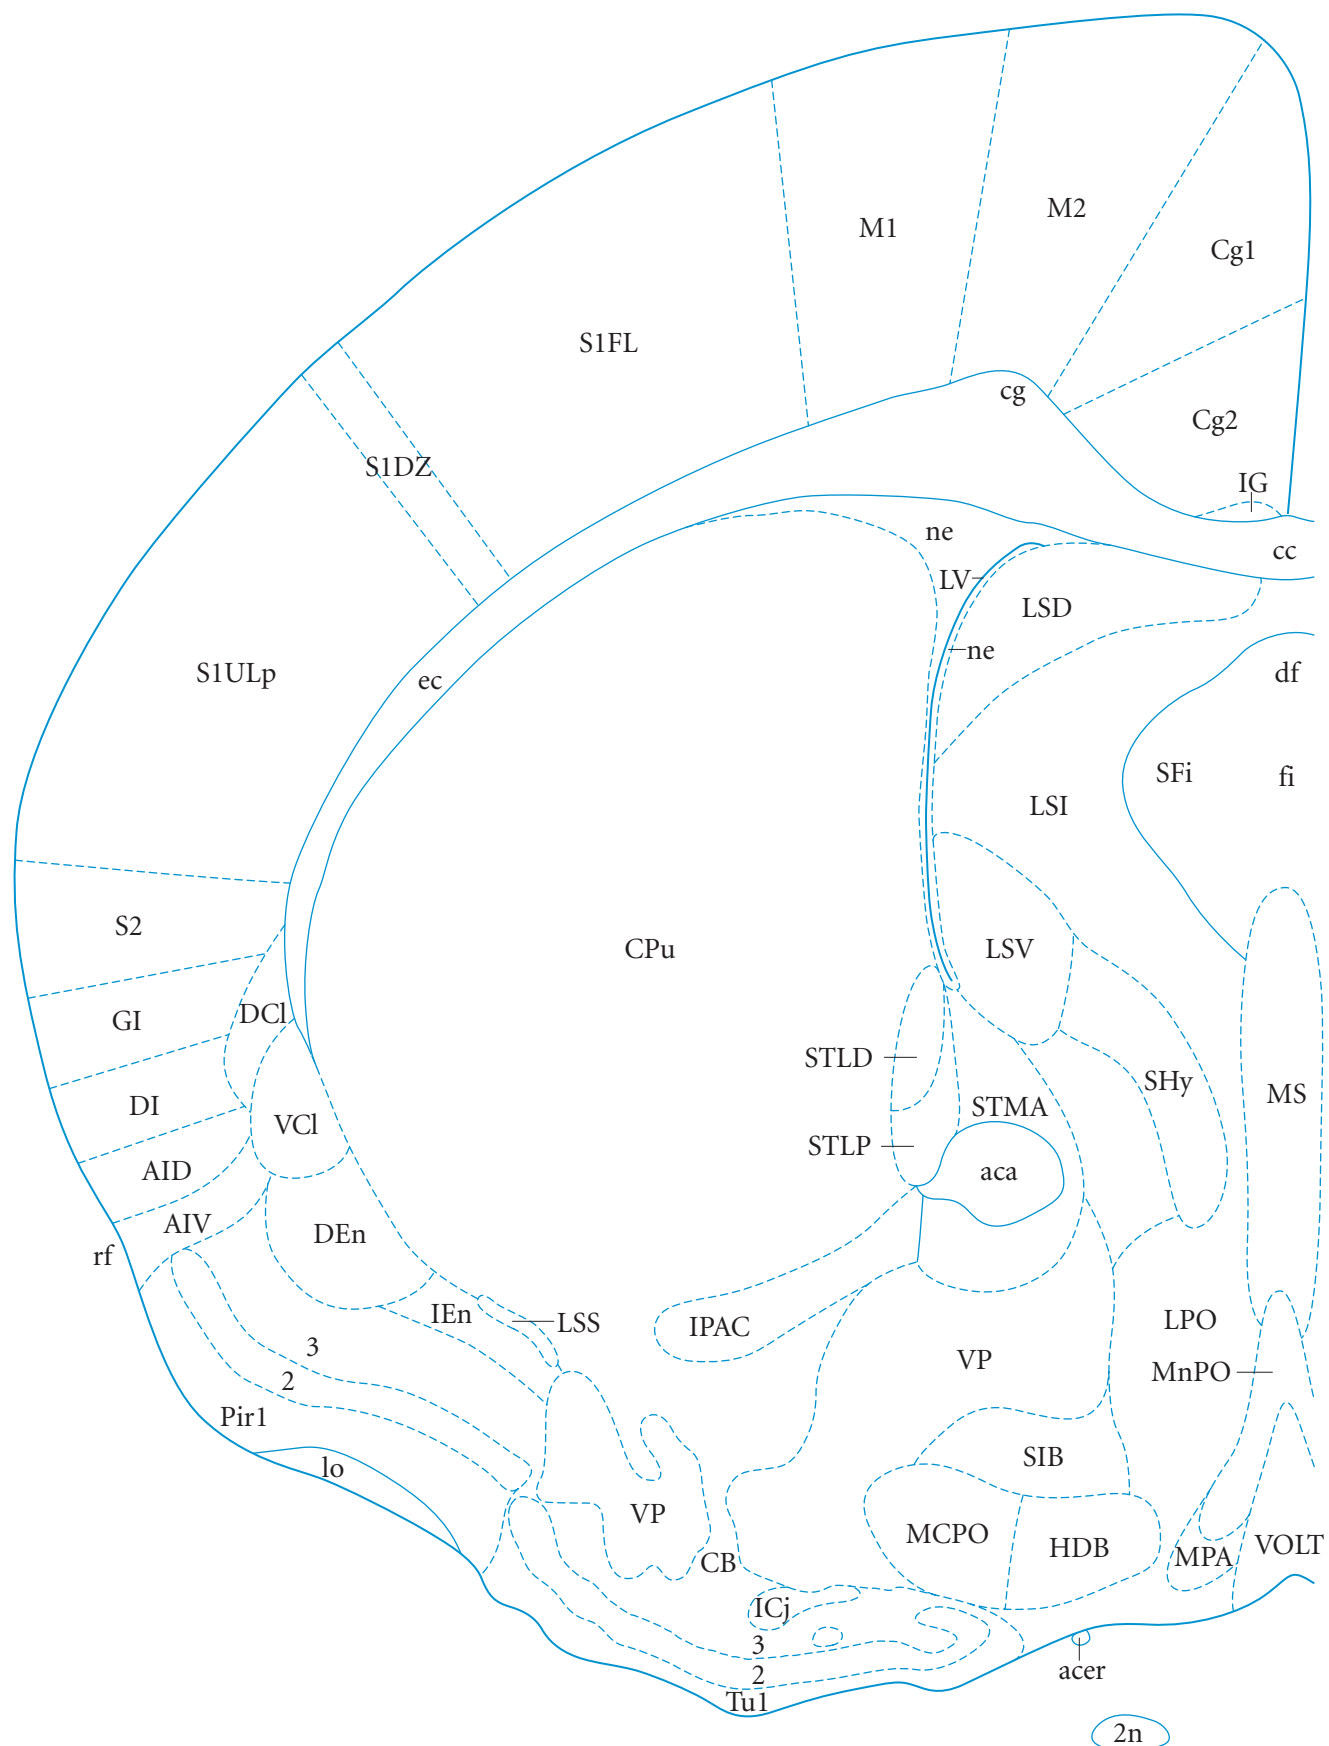 M2
M1
Cg1
S1FL
cg
Cg2
S1DZ
IG
ne
cc
LV
LSD
ne
S1ULp
ec
df
SFi
fi
LSI
S2
CPu
LSV
DCl
GI
STLD
SHy
MS
DI
STMA
VCl
STLP
AID
aca
AIV
DEn
rf
IEn
LSS
IPAC
LPO
3
VP
MnPO
2
Pir1
SIB
lo
VP
MCPO
HDB
VOLT
MPA
CB
ICj
3
2
acer
Tu1
2n